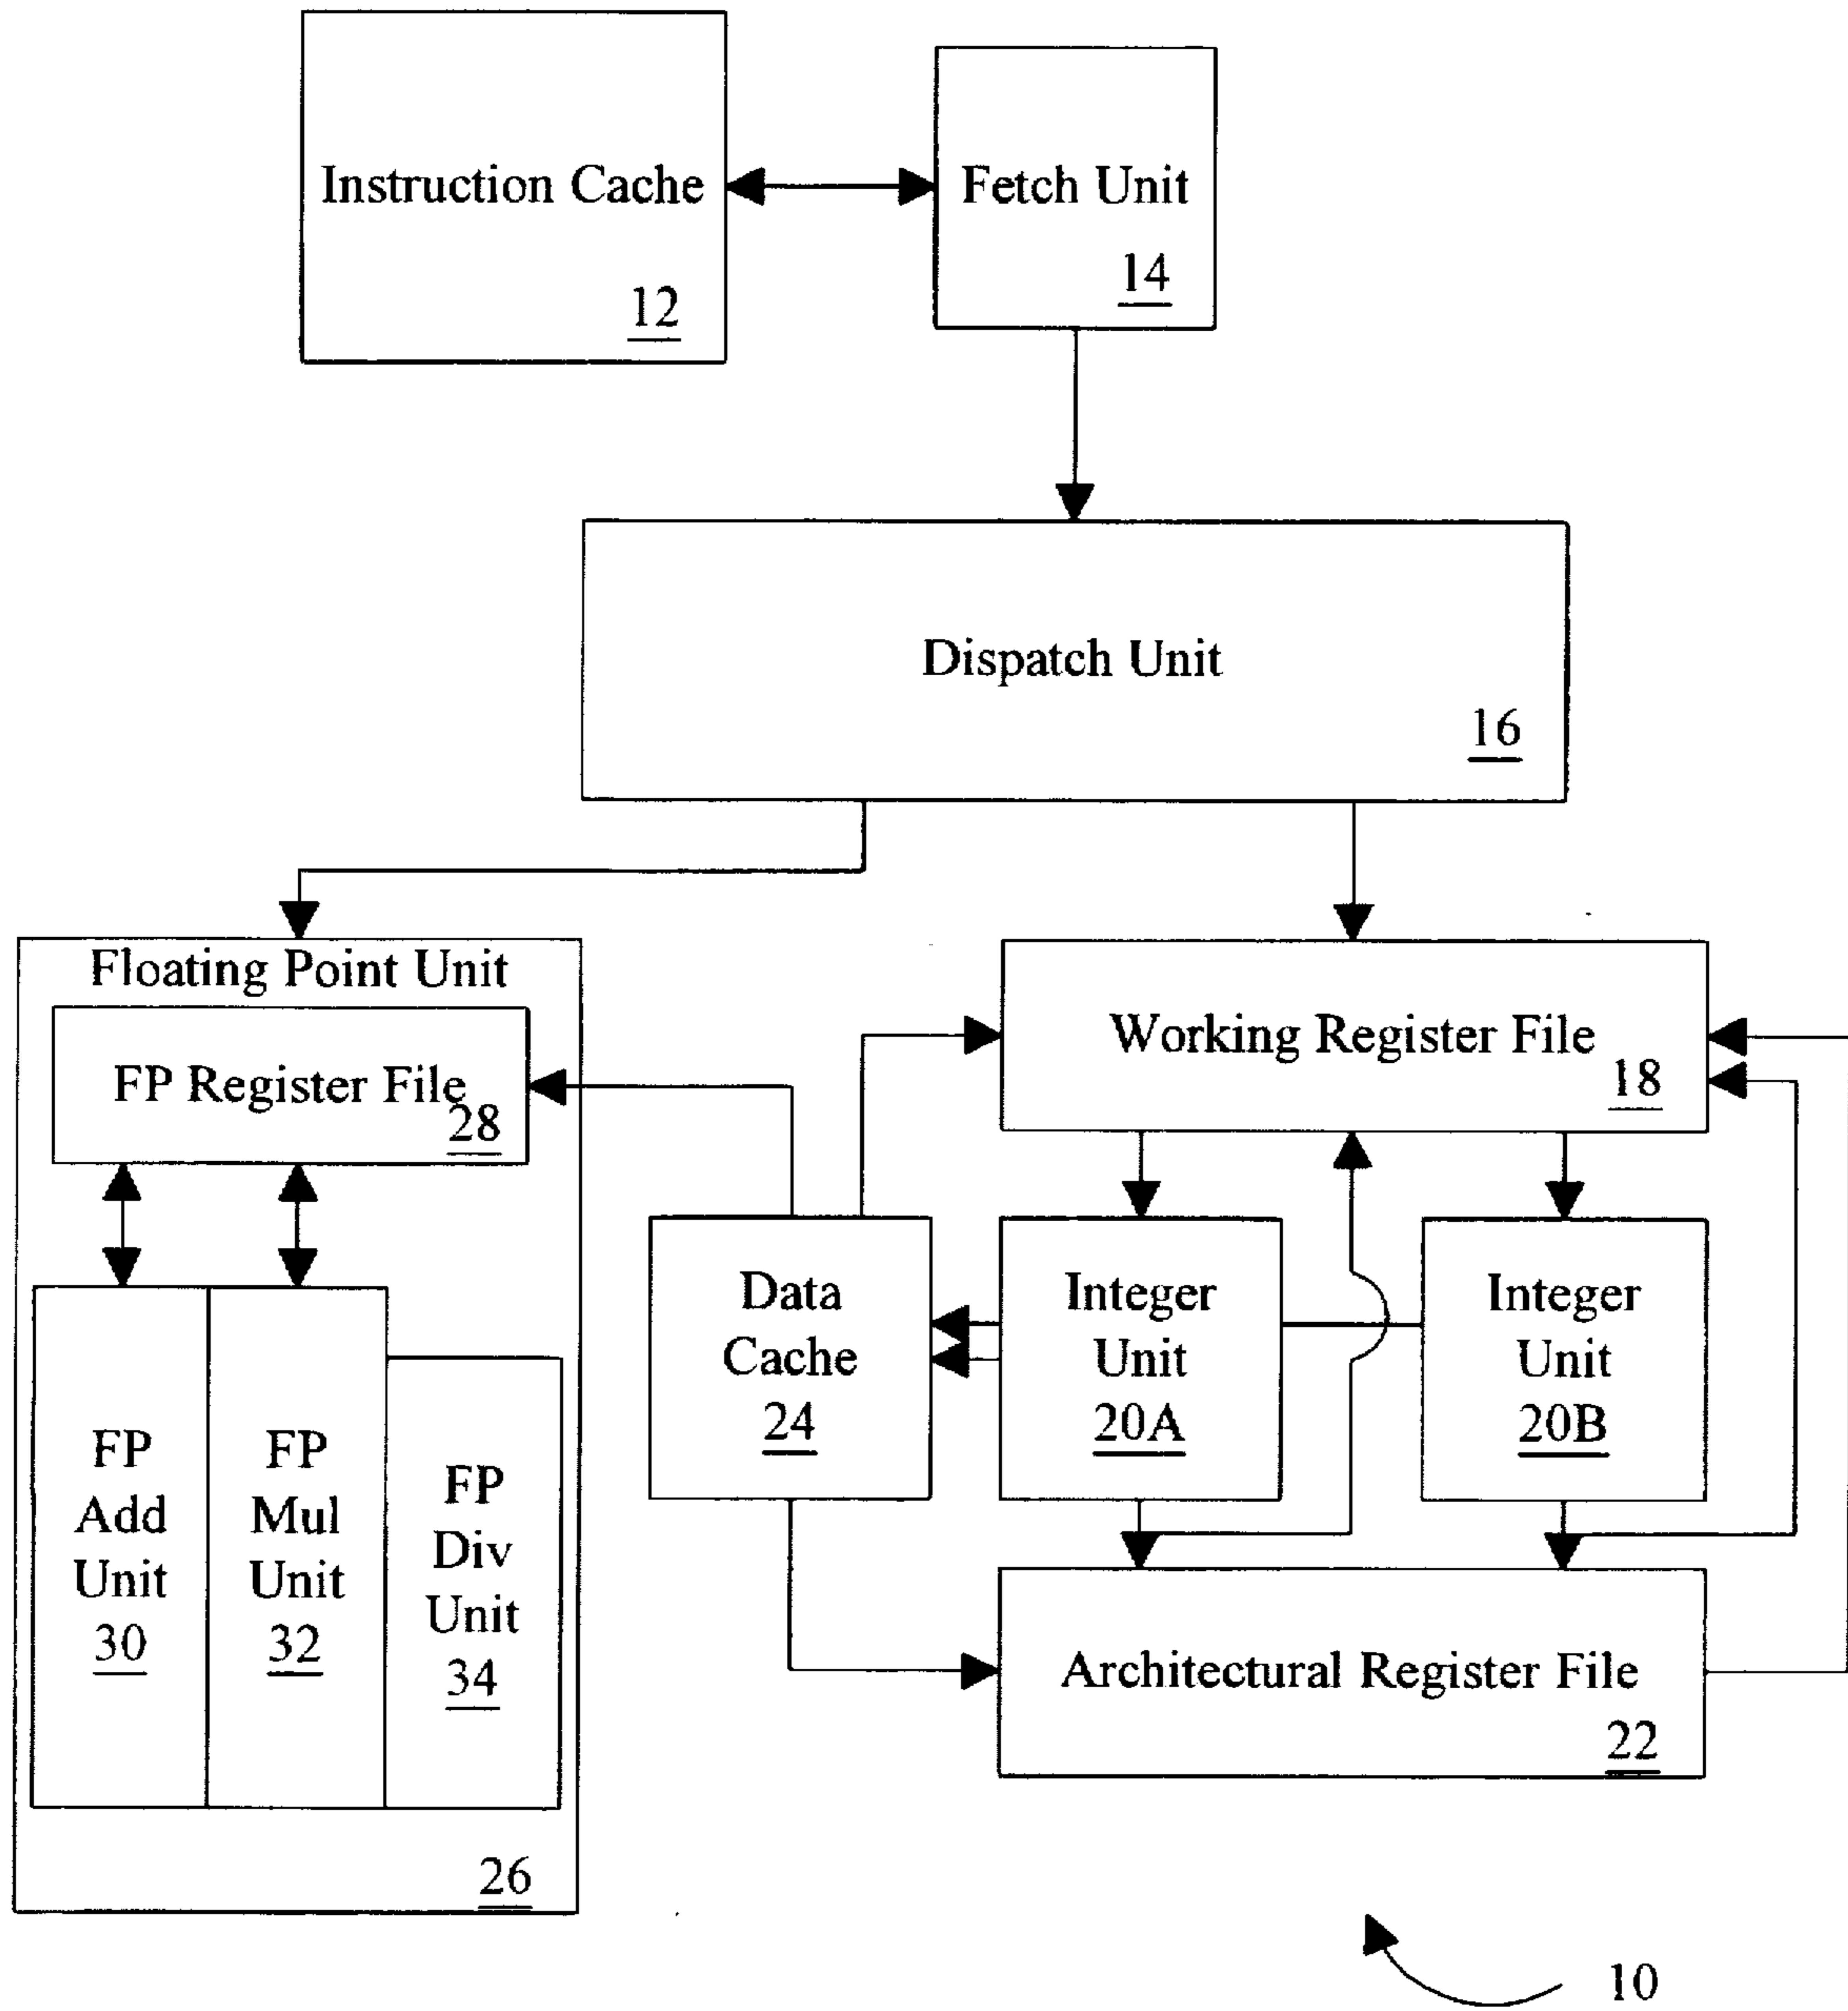 Instruction Cache
12
Fetch Unit
14
Dispatch Unit
16
Floating Point Unit
FP Register File
28
Working Register File
18
Data
Cache
24
Integer
Unit
20A
Integer
Unit
20B
FP
Add
Unit
30
FP
Mul
Unit
32
FP
Div
Unit
34
Architectural Register File
22
26
10